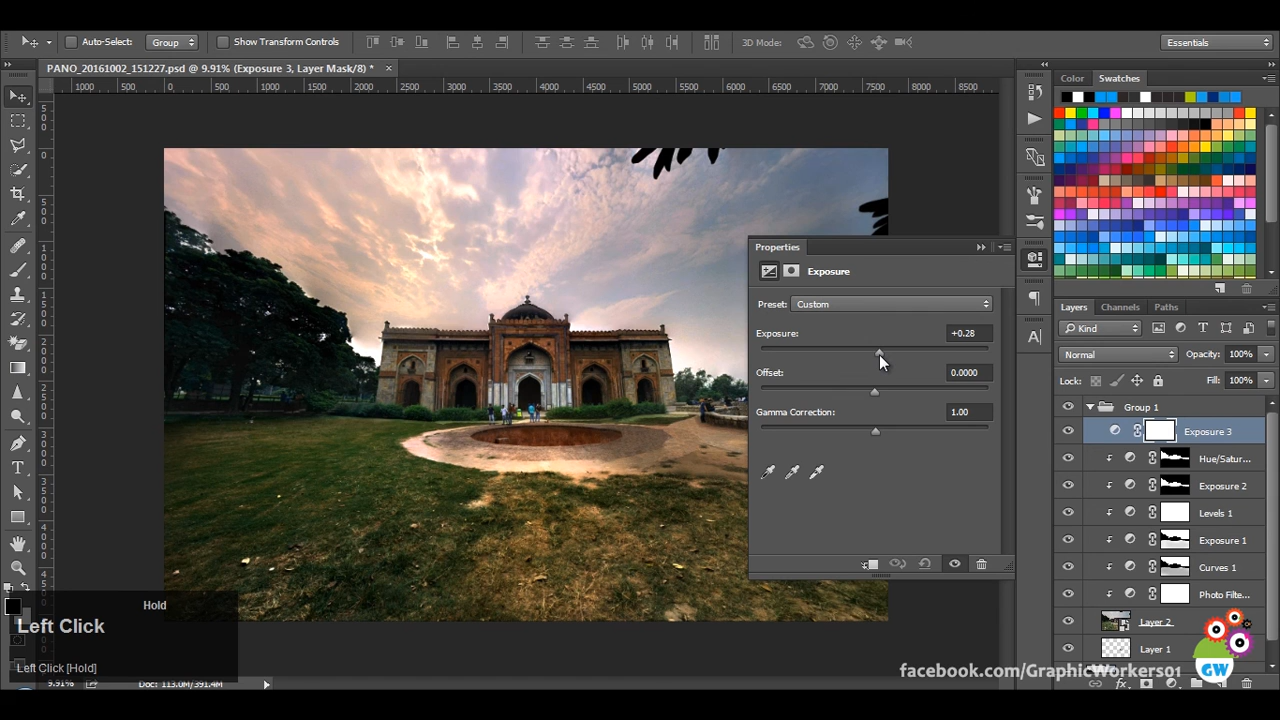 Auto-Select:
Group
Show Transform Controls
3D Mode:
Essentials
PANO_20161002_151227.psd @ 9.91% (Exposure 3, Layer Mask/8) *
1000 500 0 500 1000 1500 2000 2500 3000 3500 4000 4500 5000 5500 6000 6500 7000 7500 8000 8500
Color
Swatches
Properties
Exposure
Preset: Custom
Exposure: +0.28
Offset: 0.0000
Gamma Correction: 1.00
Layers
Channels
Paths
Kind
Normal
Opacity: 100%
Lock:
Fill: 100%
Group 1
Exposure 3
Hue/Satur...
Exposure 2
Levels 1
Exposure 1
Curves 1
Photo Filte...
Layer 2
Layer 1
Hold
Left Click
Left Click [Hold]
9.91%
Doc: 113.0M/391.4M
facebook.com/GraphicWorkers01
GW